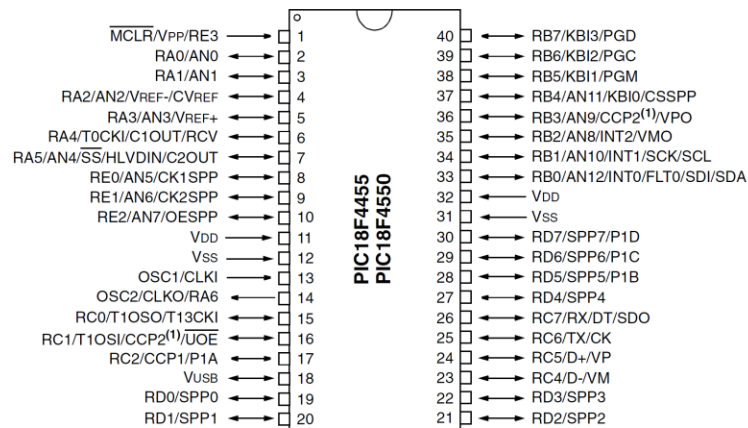 MCLR/VPP/RE3 1
RA0/AN0 2
RA1/AN1 3
RA2/AN2/VREF-/CVREF 4
RA3/AN3/VREF+ 5
RA4/T0CKI/C1OUT/RCV 6
RA5/AN4/SS/HLVDIN/C2OUT 7
RE0/AN5/CK1SPP 8
RE1/AN6/CK2SPP 9
RE2/AN7/OESPP 10
VDD 11
VSS 12
OSC1/CLKI 13
OSC2/CLKO/RA6 14
RC0/T1OSO/T13CKI 15
RC1/T1OSI/CCP2(1)/UOE 16
RC2/CCP1/P1A 17
VUSB 18
RD0/SPP0 19
RD1/SPP1 20
PIC18F4455
PIC18F4550
40 RB7/KBI3/PGD
39 RB6/KBI2/PGC
38 RB5/KBI1/PGM
37 RB4/AN11/KBI0/CSSPP
36 RB3/AN9/CCP2(1)/VPO
35 RB2/AN8/INT2/VMO
34 RB1/AN10/INT1/SCK/SCL
33 RB0/AN12/INT0/FLT0/SDI/SDA
32 VDD
31 VSS
30 RD7/SPP7/P1D
29 RD6/SPP6/P1C
28 RD5/SPP5/P1B
27 RD4/SPP4
26 RC7/RX/DT/SDO
25 RC6/TX/CK
24 RC5/D+/VP
23 RC4/D-/VM
22 RD3/SPP3
21 RD2/SPP2